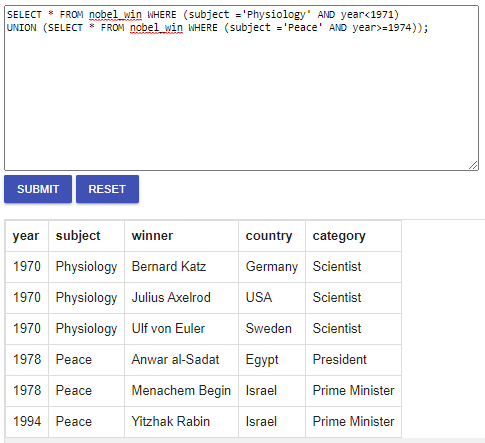 SELECT * FROM nobel_win WHERE (subject ='Physiology' AND year<1971)
UNION (SELECT * FROM nobel_win WHERE (subject ='Peace' AND year>=1974));
SUBMIT RESET
year subject winner country category
1970 Physiology Bernard Katz Germany Scientist
1970 Physiology Julius Axelrod USA Scientist
1970 Physiology Ulf von Euler Sweden Scientist
1978 Peace Anwar al-Sadat Egypt President
1978 Peace Menachem Begin Israel Prime Minister
1994 Peace Yitzhak Rabin Israel Prime Minister